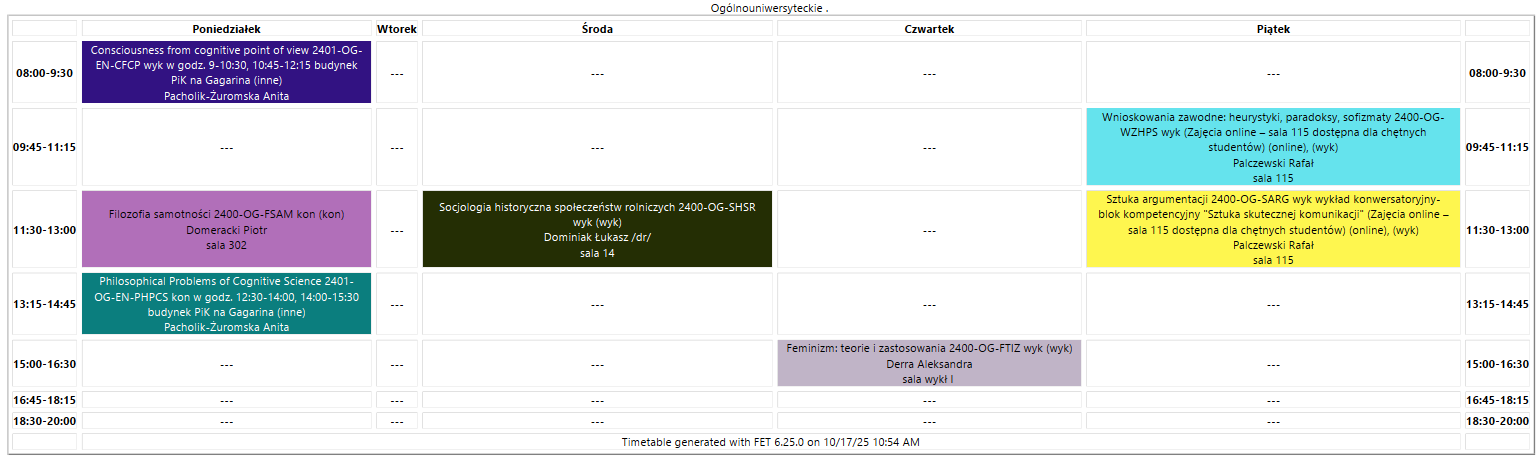 Ogólnouniwersyteckie .
Poniedziałek Wtorek Środa Czwartek Piątek
08:00-9:30
Consciousness from cognitive point of view 2401-OG-
EN-CFCP wyk w godz. 9-10:30, 10:45-12:15 budynek
PiK na Gagarina (inne)
Pacholik-Żuromska Anita
---
---
---
---
08:00-9:30
09:45-11:15
---
---
---
---
Wnioskowania zawodne: heurystyki, paradoksy, sofizmaty 2400-OG-
WZHPS wyk (Zajęcia online – sala 115 dostępna dla chętnych
studentów) (online), (wyk)
Palczewski Rafał
sala 115
09:45-11:15
11:30-13:00
Filozofia samotności 2400-OG-FSAM kon (kon)
Domeracki Piotr
sala 302
---
Socjologia historyczna społeczeństw rolniczych 2400-OG-SHSR
wyk (wyk)
Dominiak Łukasz /dr/
sala 14
---
Sztuka argumentacji 2400-OG-SARG wyk wykład konwersatoryjny-
blok kompetencyjny "Sztuka skutecznej komunikacji" (Zajęcia online –
sala 115 dostępna dla chętnych studentów) (online), (wyk)
Palczewski Rafał
sala 115
11:30-13:00
13:15-14:45
Philosophical Problems of Cognitive Science 2401-
OG-EN-PHPCS kon w godz. 12:30-14:00, 14:00-15:30
budynek PiK na Gagarina (inne)
Pacholik-Żuromska Anita
---
---
---
---
13:15-14:45
15:00-16:30
---
---
---
Feminizm: teorie i zastosowania 2400-OG-FTIZ wyk (wyk)
Derra Aleksandra
sala wykł I
---
15:00-16:30
16:45-18:15 --- --- --- --- --- 16:45-18:15
18:30-20:00 --- --- --- --- --- 18:30-20:00
Timetable generated with FET 6.25.0 on 10/17/25 10:54 AM